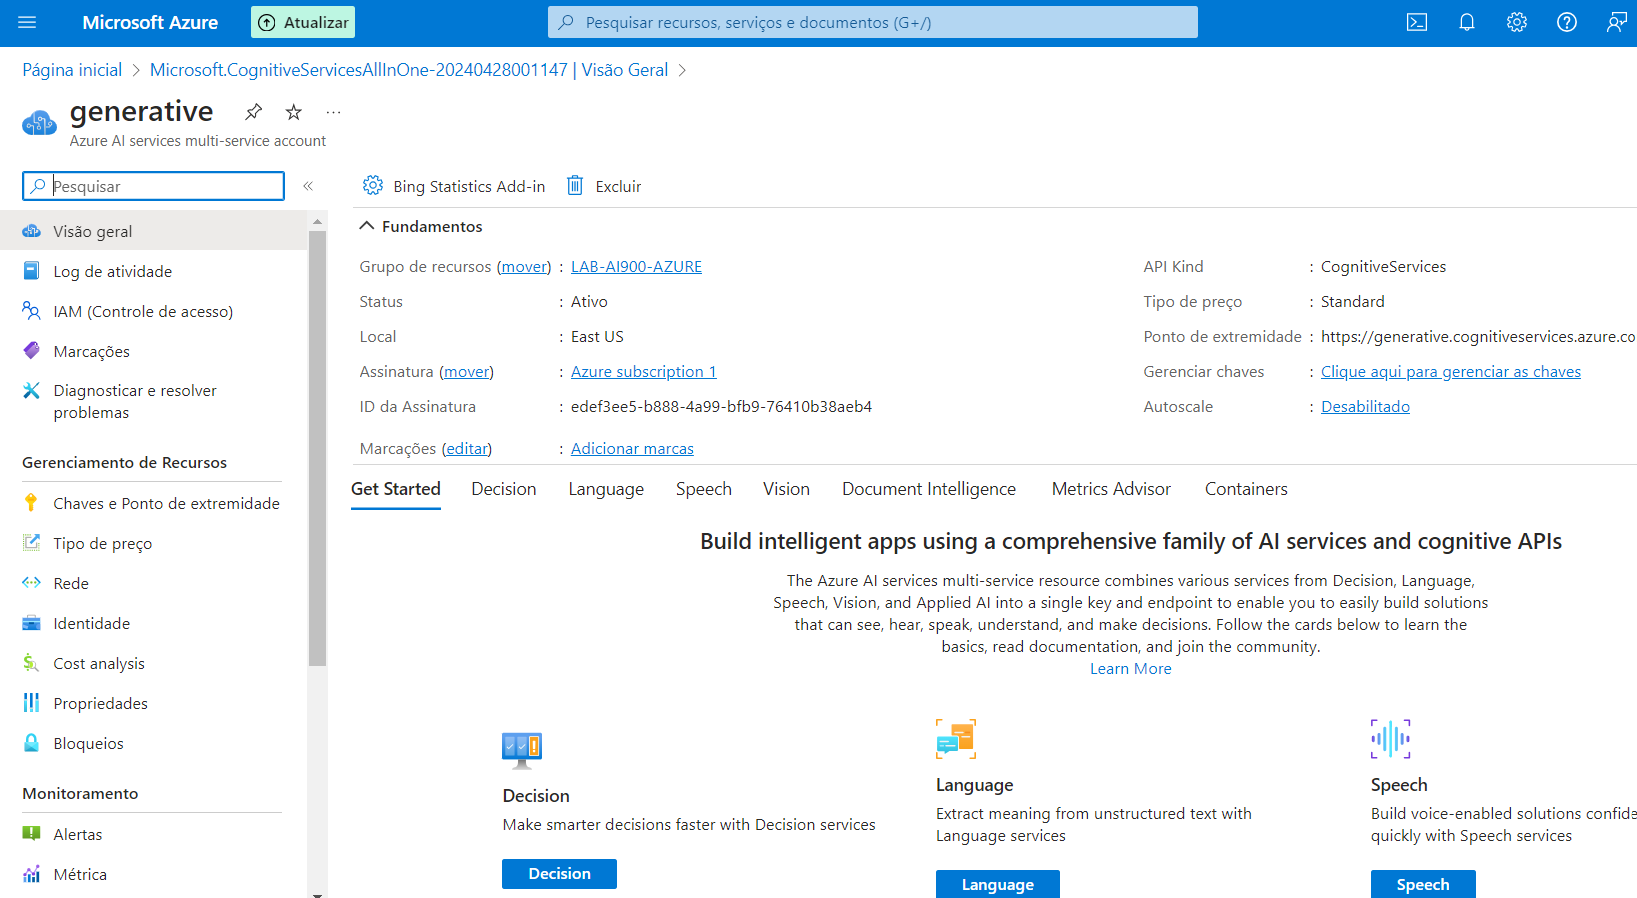 Microsoft Azure
Atualizar
Pesquisar recursos, serviços e documentos (G+/)
Página inicial > Microsoft.CognitiveServicesAllInOne-20240428001147 | Visão Geral >
generative
Azure AI services multi-service account
Pesquisar
Bing Statistics Add-in
Excluir
Visão geral
Log de atividade
IAM (Controle de acesso)
Marcações
Diagnosticar e resolver
problemas
Gerenciamento de Recursos
Chaves e Ponto de extremidade
Tipo de preço
Rede
Identidade
Cost analysis
Propriedades
Bloqueios
Monitoramento
Alertas
Métrica
Fundamentos
Grupo de recursos (mover) : LAB-AI900-AZURE
Status : Ativo
Local : East US
Assinatura (mover) : Azure subscription 1
ID da Assinatura : edef3ee5-b888-4a99-bfb9-76410b38aeb4
Marcações (editar) : Adicionar marcas
API Kind : CognitiveServices
Tipo de preço : Standard
Ponto de extremidade : https://generative.cognitiveservices.azure.co
Gerenciar chaves : Clique aqui para gerenciar as chaves
Autoscale : Desabilitado
Get Started Decision Language Speech Vision Document Intelligence Metrics Advisor Containers
Build intelligent apps using a comprehensive family of AI services and cognitive APIs
The Azure AI services multi-service resource combines various services from Decision, Language,
Speech, Vision, and Applied AI into a single key and endpoint to enable you to easily build solutions
that can see, hear, speak, understand, and make decisions. Follow the cards below to learn the
basics, read documentation, and join the community.
Learn More
Decision
Make smarter decisions faster with Decision services
Decision
Language
Extract meaning from unstructured text with
Language services
Language
Speech
Build voice-enabled solutions confide
quickly with Speech services
Speech